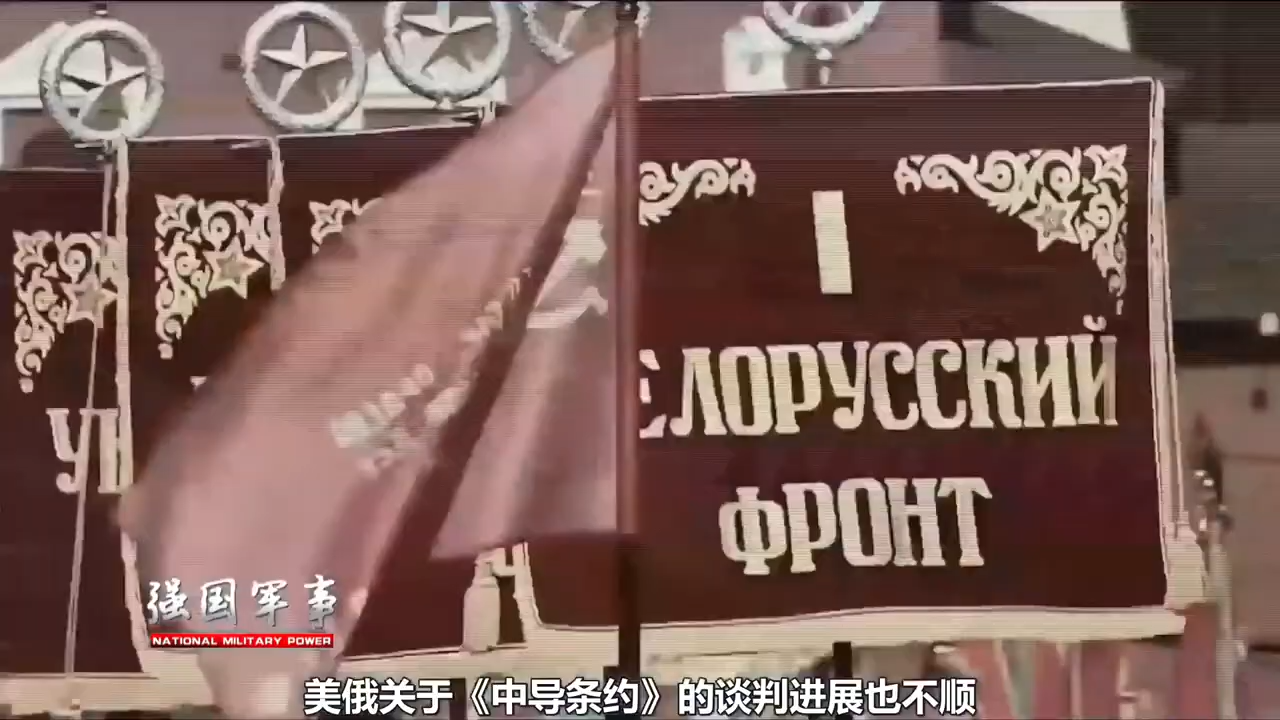 I
ЕЛОРУССКИЙ
ФРОНТ
强国军事
NATIONAL MILITARY POWER
美俄关于《中导条约》的谈判进展也不顺